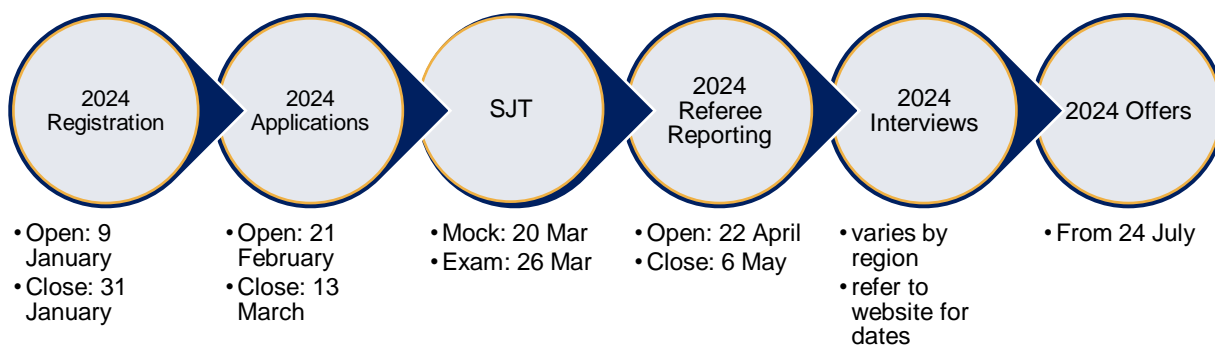 2024
Registration
• Open: 9
January
• Close: 31
January
2024
Applications
• Open: 21
February
• Close: 13
March
SJT
• Mock: 20 Mar
• Exam: 26 Mar
2024
Referee
Reporting
• Open: 22 April
• Close: 6 May
2024
Interviews
• varies by
region
• refer to
website for
dates
2024 Offers
• From 24 July